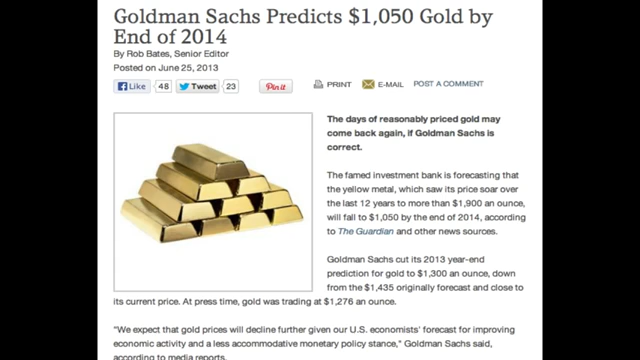 Goldman Sachs Predicts $1,050 Gold by
End of 2014
By Rob Bates, Senior Editor
Posted on June 25, 2013
Like 48 Tweet 23 Pin it PRINT E-MAIL POST A COMMENT
The days of reasonably priced gold may
come back again, if Goldman Sachs is
correct.
The famed investment bank is forecasting that
the yellow metal, which saw its price soar over
the last 12 years to more than $1,900 an ounce,
will fall to $1,050 by the end of 2014, according
to The Guardian and other news sources.
Goldman Sachs cut its 2013 year-end
prediction for gold to $1,300 an ounce, down
from the $1,435 originally forecast and close to
its current price. At press time, gold was trading at $1,276 an ounce.
"We expect that gold prices will decline further given our U.S. economists' forecast for improving
economic activity and a less accommodative monetary policy stance," Goldman Sachs said,
according to media reports.